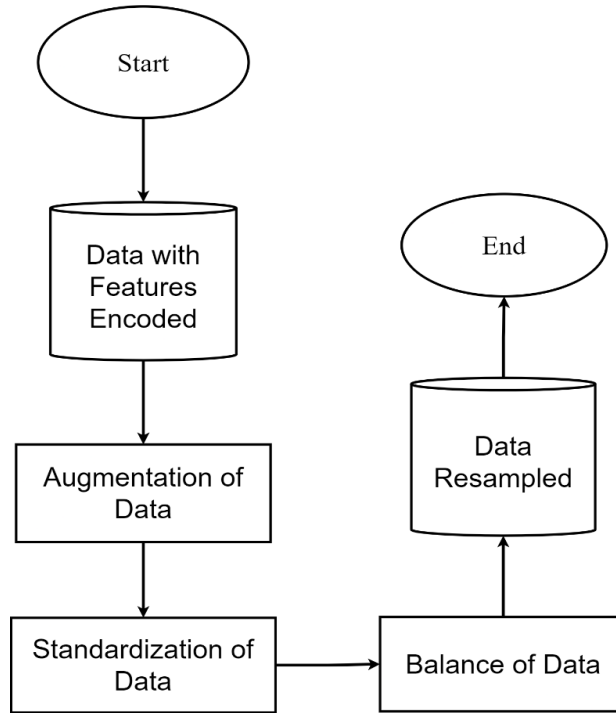 Start
Data with
Features
Encoded
Augmentation of
Data
Standardization of
Data
Balance of Data
Data
Resampled
End